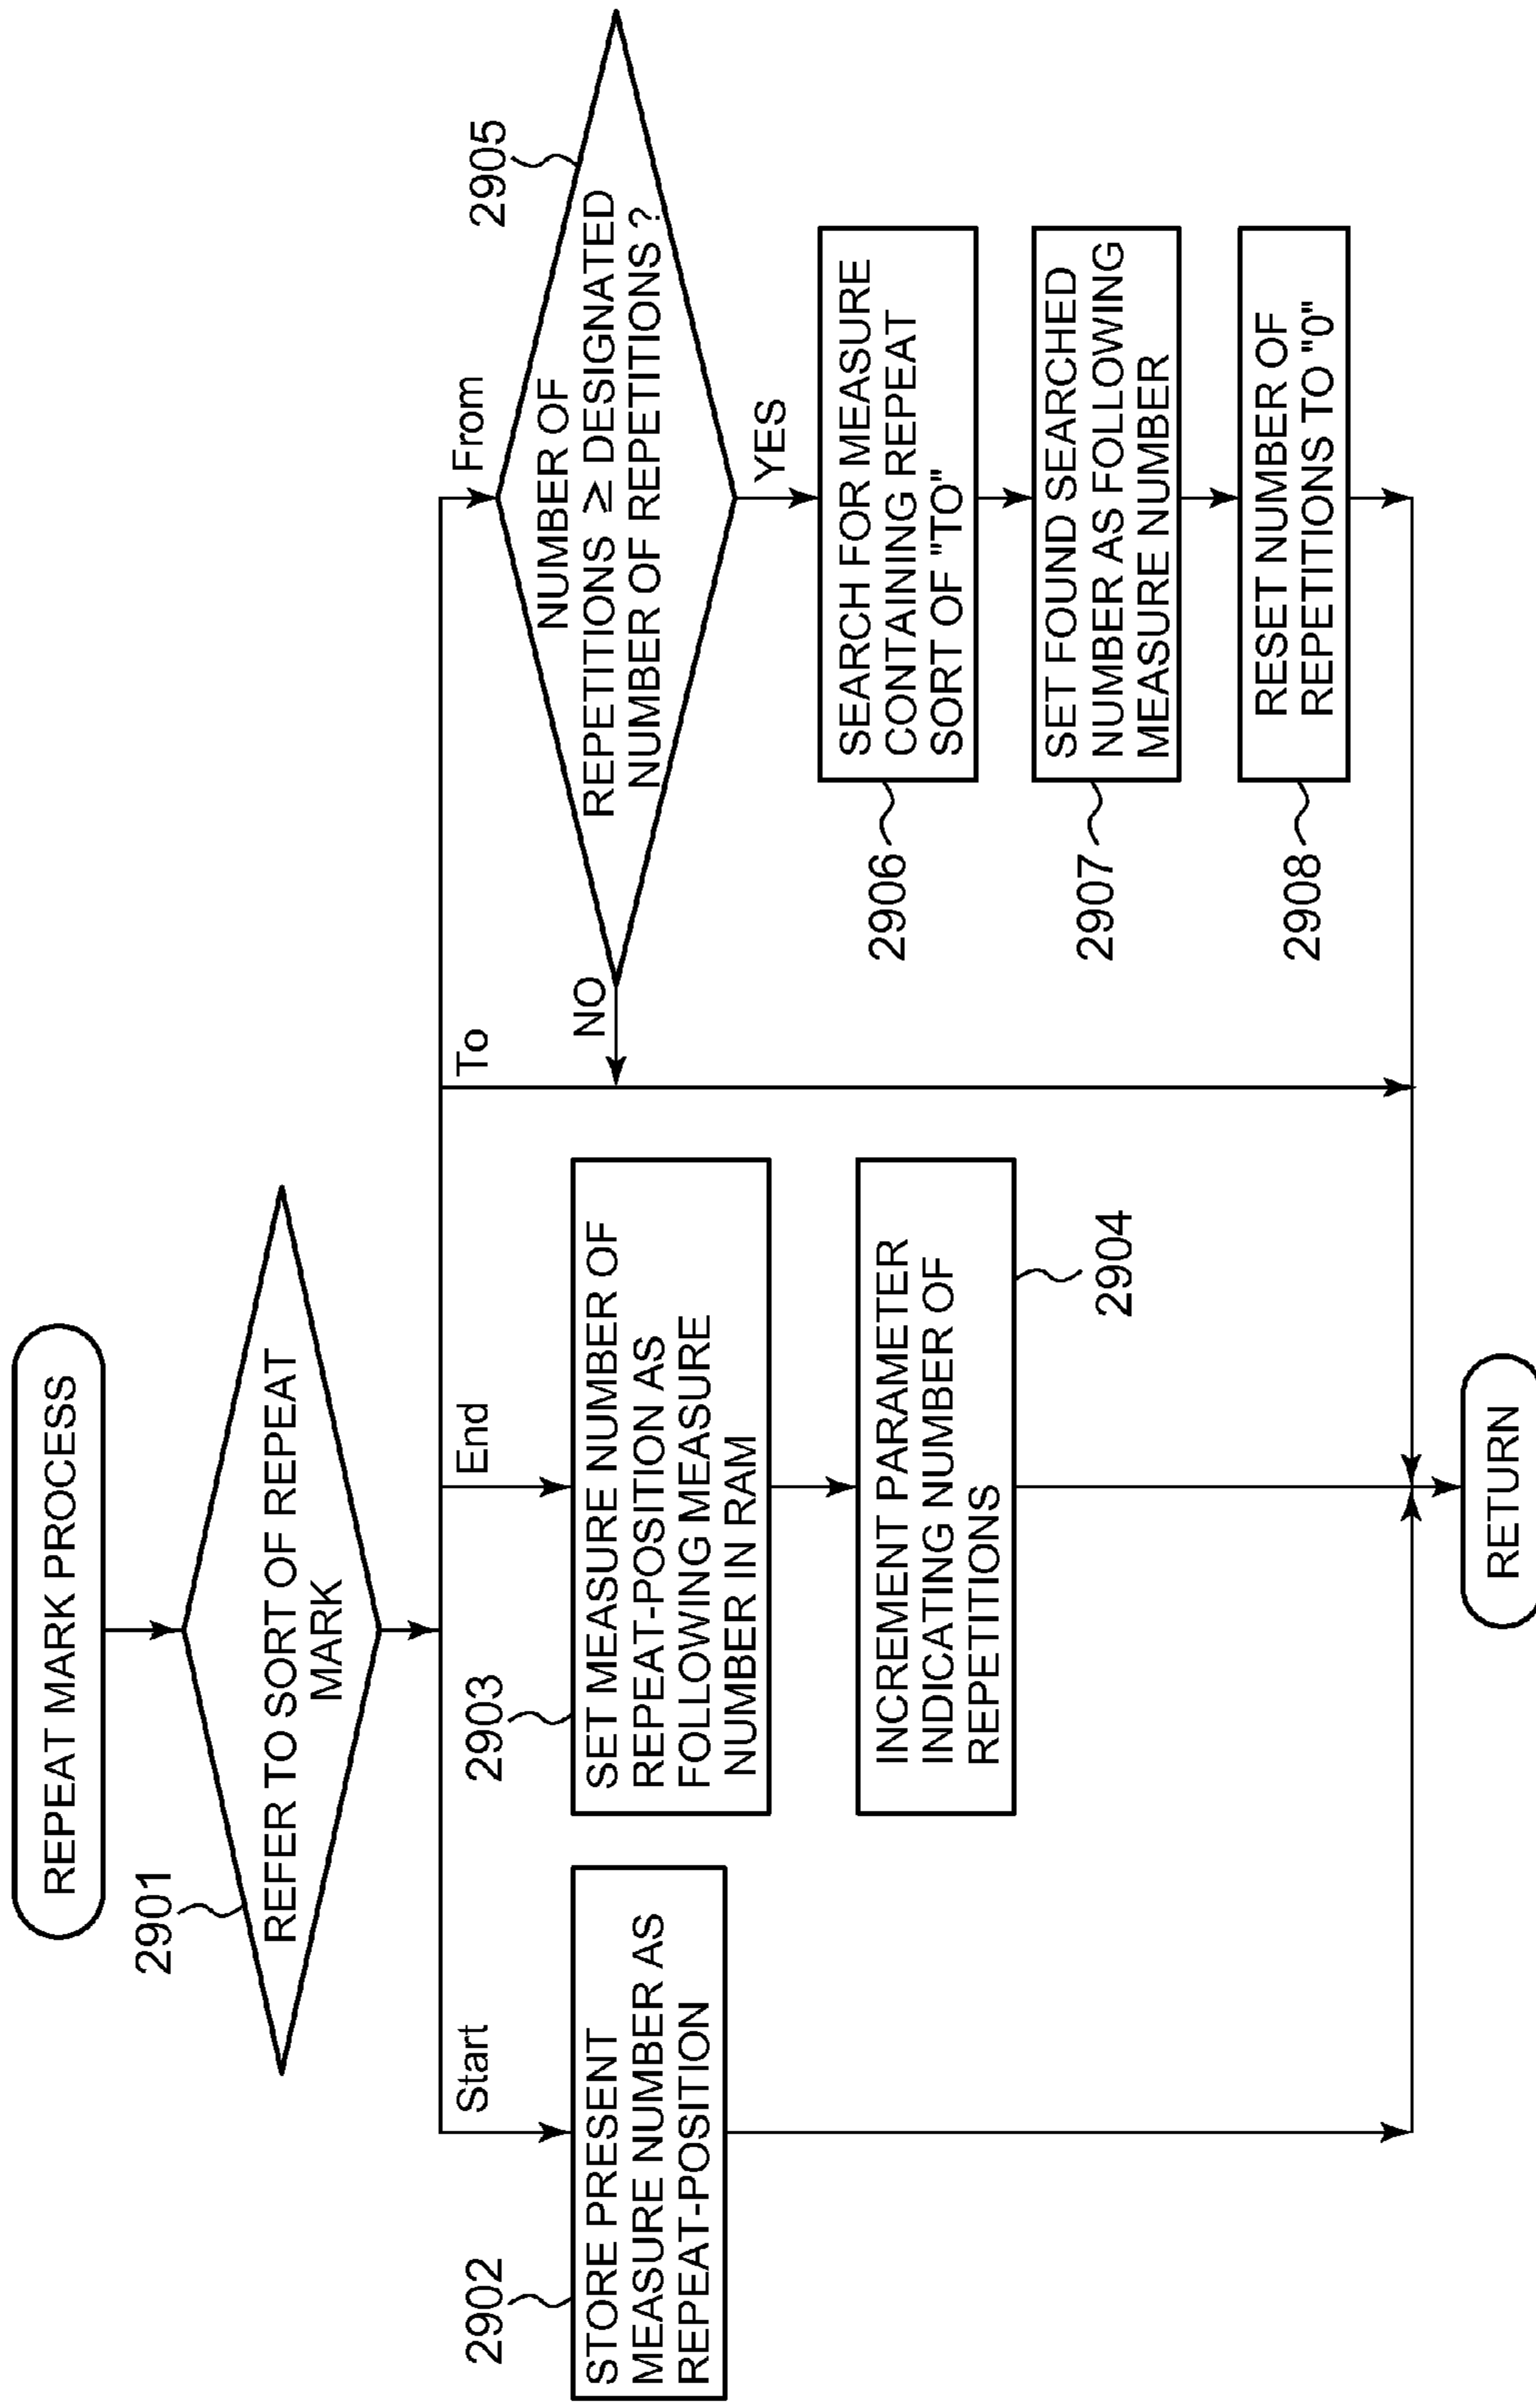 REPEAT MARK PROCESS
2901
REFER TO SORT OF REPEAT
MARK
Start
2902
STORE PRESENT
MEASURE NUMBER AS
REPEAT-POSITION
End
2903
SET MEASURE NUMBER OF
REPEAT-POSITION AS
FOLLOWING MEASURE
NUMBER IN RAM
INCREMENT PARAMETER
INDICATING NUMBER OF
REPETITIONS
2904
To
From
2905
NUMBER OF
REPETITIONS ≥ DESIGNATED
NUMBER OF REPETITIONS ?
NO
YES
2906
SEARCH FOR MEASURE
CONTAINING REPEAT
SORT OF "TO"
2907
SET FOUND SEARCHED
NUMBER AS FOLLOWING
MEASURE NUMBER
2908
RESET NUMBER OF
REPETITIONS TO "0"
RETURN